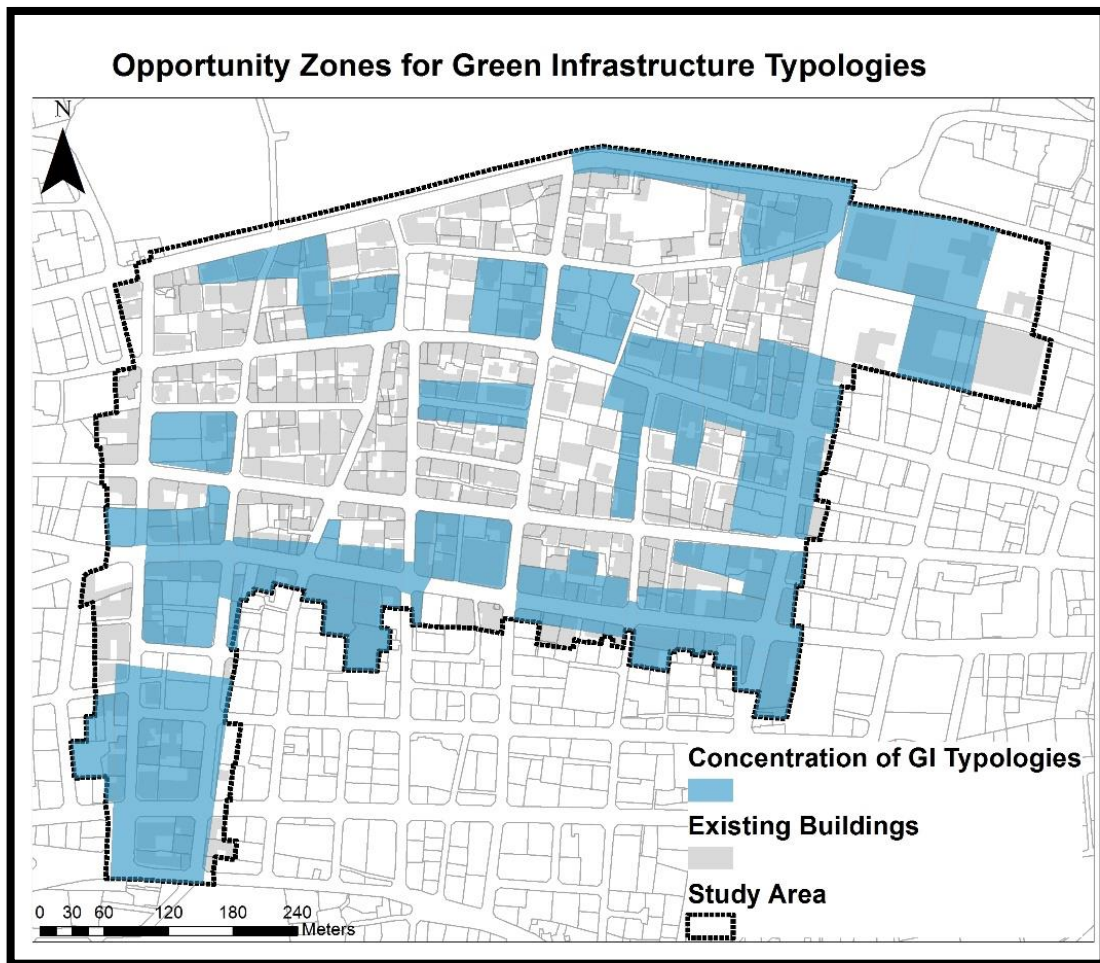 Opportunity Zones for Green Infrastructure Typologies
N
Concentration of GI Typologies
Existing Buildings
Study Area
0 30 60 120 180 240
Meters